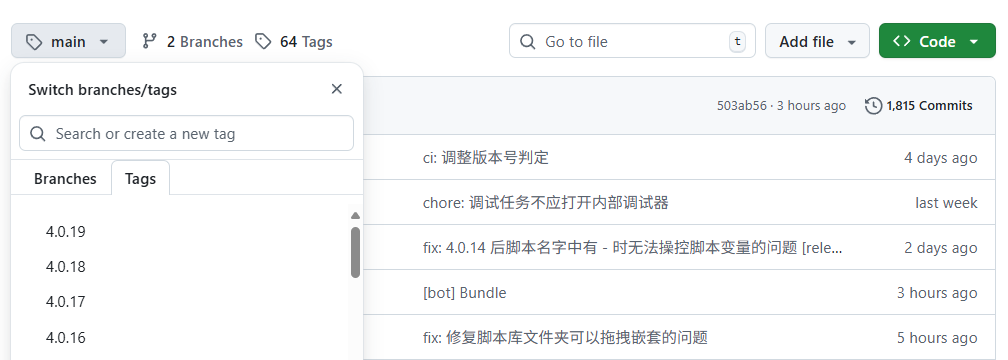 main
2 Branches
64 Tags
Go to file
t
Add file
Code
Switch branches/tags
503ab56 · 3 hours ago
1,815 Commits
Search or create a new tag
Branches
Tags
ci: 调整版本号判定
4 days ago
chore: 调试任务不应打开内部调试器
last week
4.0.19
fix: 4.0.14 后脚本名字中有 - 时无法操控脚本变量的问题 [rele...
2 days ago
4.0.18
[bot] Bundle
3 hours ago
4.0.17
4.0.16
fix: 修复脚本库文件夹可以拖拽嵌套的问题
5 hours ago